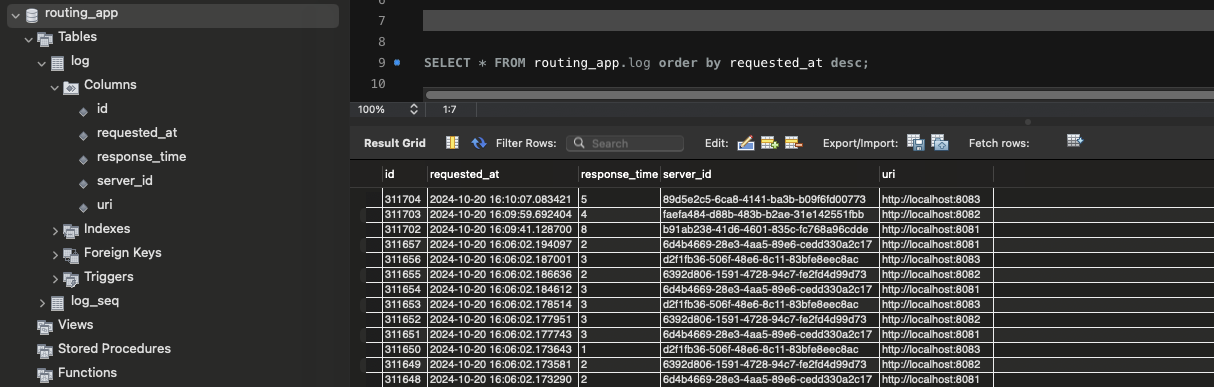 routing_app
Tables
log
Columns
id
requested_at
response_time
server_id
uri
Indexes
Foreign Keys
Triggers
log_seq
Views
Stored Procedures
Functions
7
8
9 SELECT * FROM routing_app.log order by requested_at desc;
10
100% 1:7
Result Grid Filter Rows: Search Edit: Export/Import: Fetch rows:
id requested_at response_time server_id uri
311704 2024-10-20 16:10:07.083421 5 89d5e2c5-6ca8-4141-ba3b-b09f6fd00773 http://localhost:8083
311703 2024-10-20 16:09:59.692404 4 faefa484-d88b-483b-b2ae-31e142551fbb http://localhost:8082
311702 2024-10-20 16:09:41.128700 8 b91ab238-41d6-4601-835c-fc768a96cdde http://localhost:8081
311657 2024-10-20 16:06:02.194097 2 6d4b4669-28e3-4aa5-89e6-cedd330a2c17 http://localhost:8081
311656 2024-10-20 16:06:02.187001 3 d2f1fb36-506f-48e6-8c11-83bfe8eec8ac http://localhost:8083
311655 2024-10-20 16:06:02.186636 2 6392d806-1591-4728-94c7-fe2fd4d99d73 http://localhost:8082
311654 2024-10-20 16:06:02.184612 3 6d4b4669-28e3-4aa5-89e6-cedd330a2c17 http://localhost:8081
311653 2024-10-20 16:06:02.178514 3 d2f1fb36-506f-48e6-8c11-83bfe8eec8ac http://localhost:8083
311652 2024-10-20 16:06:02.177951 3 6392d806-1591-4728-94c7-fe2fd4d99d73 http://localhost:8082
311651 2024-10-20 16:06:02.177743 3 6d4b4669-28e3-4aa5-89e6-cedd330a2c17 http://localhost:8081
311650 2024-10-20 16:06:02.173643 1 d2f1fb36-506f-48e6-8c11-83bfe8eec8ac http://localhost:8083
311649 2024-10-20 16:06:02.173581 2 6392d806-1591-4728-94c7-fe2fd4d99d73 http://localhost:8082
311648 2024-10-20 16:06:02.173290 2 6d4b4669-28e3-4aa5-89e6-cedd330a2c17 http://localhost:8081